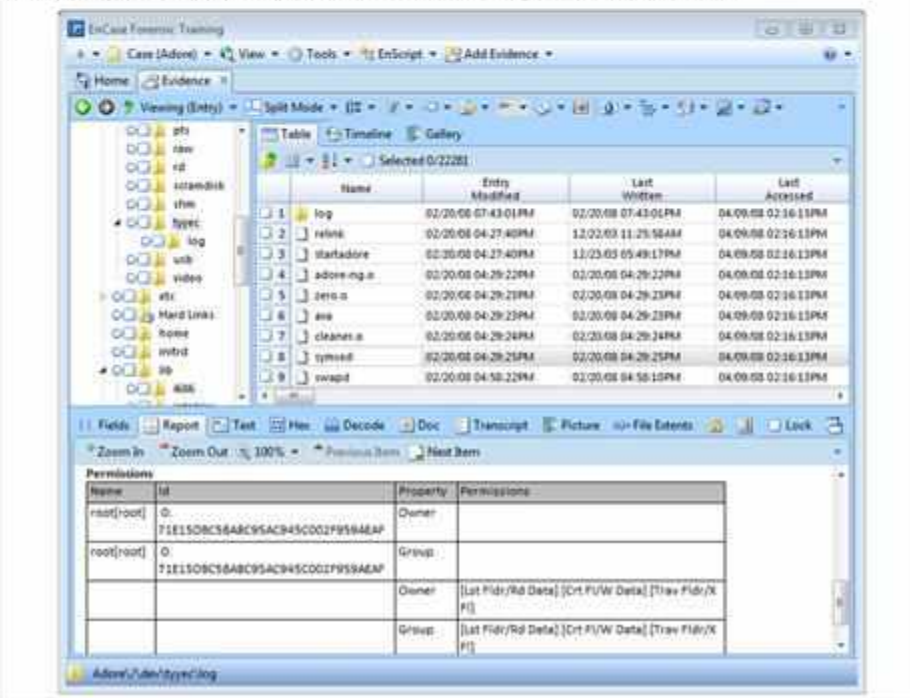 EnCase Forensic Training
Case (Adore) View Tools EnScript Add Evidence
Home Evidence
Viewing (Entry) Split Mode
pts
raw
rd
scramdisk
shm
tyyec
log
usb
video
etc
Hard Links
home
initrd
lib
i686
Table Timeline Gallery
Selected 0/22281
Name Entry Modified Last Written Last Accessed
1 log 02/20/08 07:43:01PM 02/20/08 07:43:01PM 04/09/08 02:16:13PM
2 relink 02/20/08 04:27:40PM 12/22/03 11:25:58AM 04/09/08 02:16:13PM
3 startadore 02/20/08 04:27:40PM 12/23/03 05:49:17PM 04/09/08 02:16:13PM
4 adore-ng.o 02/20/08 04:29:22PM 02/20/08 04:29:22PM 04/09/08 02:16:13PM
5 zero.o 02/20/08 04:29:23PM 02/20/08 04:29:23PM 04/09/08 02:16:13PM
6 ava 02/20/08 04:29:23PM 02/20/08 04:29:23PM 04/09/08 02:16:13PM
7 cleaner.o 02/20/08 04:29:24PM 02/20/08 04:29:24PM 04/09/08 02:16:13PM
8 symsed 02/20/08 04:29:25PM 02/20/08 04:29:25PM 04/09/08 02:16:13PM
9 swapd 02/20/08 04:58:22PM 02/20/08 04:58:10PM 04/09/08 02:16:13PM
Fields Report Text Hex Decode Doc Transcript Picture File Extents Lock
Zoom In Zoom Out 100% Previous Item Next Item
Permissions
Name Id Property Permissions
root[root] 0: Owner
root[root] 0: Group
Owner [Lst Fldr/Rd Data] [Crt Fl/W Data] [Trav Fldr/X
Fl]
Group [Lst Fldr/Rd Data] [Crt Fl/W Data] [Trav Fldr/X
Fl]
Adore\/\dev\tyyec\log